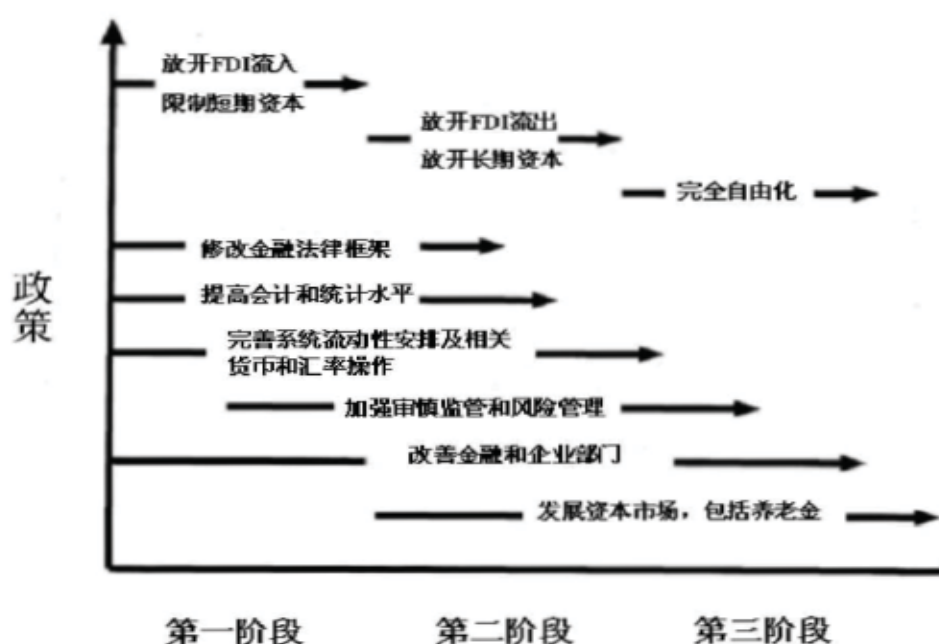 放开FDI流入
限制短期资本
放开FDI流出
放开长期资本
完全自由化
修改金融法律框架
提高会计和统计水平
完善系统流动性安排及相关
货币和汇率操作
加强审慎监管和风险管理
改善金融和企业部门
发展资本市场，包括养老金
政策
第一阶段
第二阶段
第三阶段